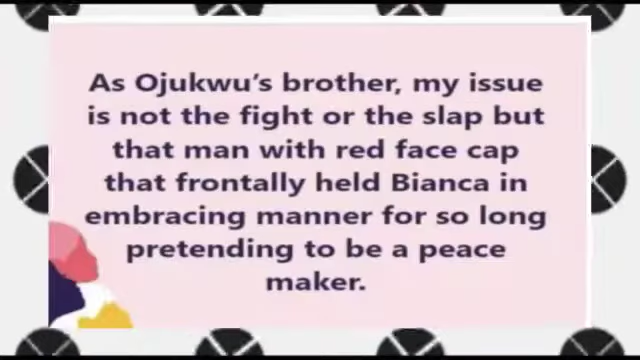 As Ojukwu's brother, my issue
is not the fight or the slap but
that man with red face cap
that frontally held Bianca in
embracing manner for so long
pretending to be a peace
maker.